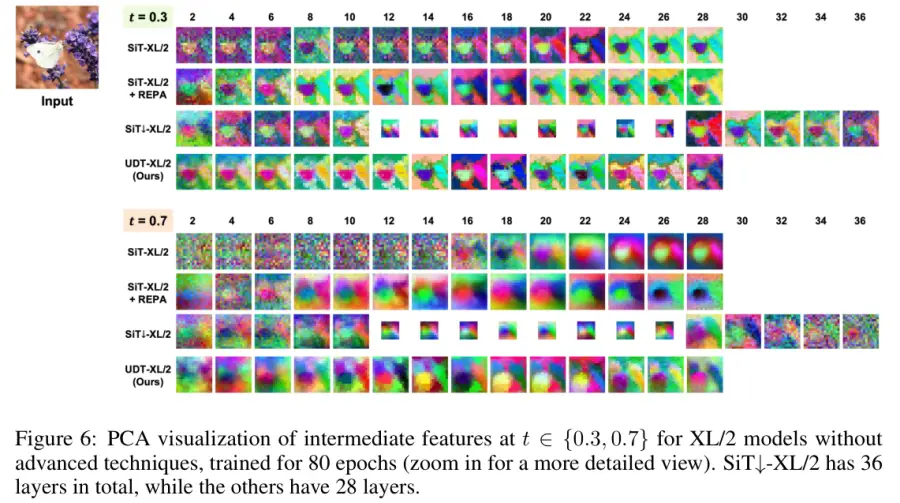 t = 0.3 2 4 6 8 10 12 14 16 18 20 22 24 26 28 30 32 34 36
SiT-XL/2
SiT-XL/2
+ REPA
Input
SiT↓-XL/2
UDT-XL/2
(Ours)
t = 0.7 2 4 6 8 10 12 14 16 18 20 22 24 26 28 30 32 34 36
SiT-XL/2
SiT-XL/2
+ REPA
SiT↓-XL/2
UDT-XL/2
(Ours)
Figure 6: PCA visualization of intermediate features at t ∈ {0.3, 0.7} for XL/2 models without
advanced techniques, trained for 80 epochs (zoom in for a more detailed view). SiT↓-XL/2 has 36
layers in total, while the others have 28 layers.